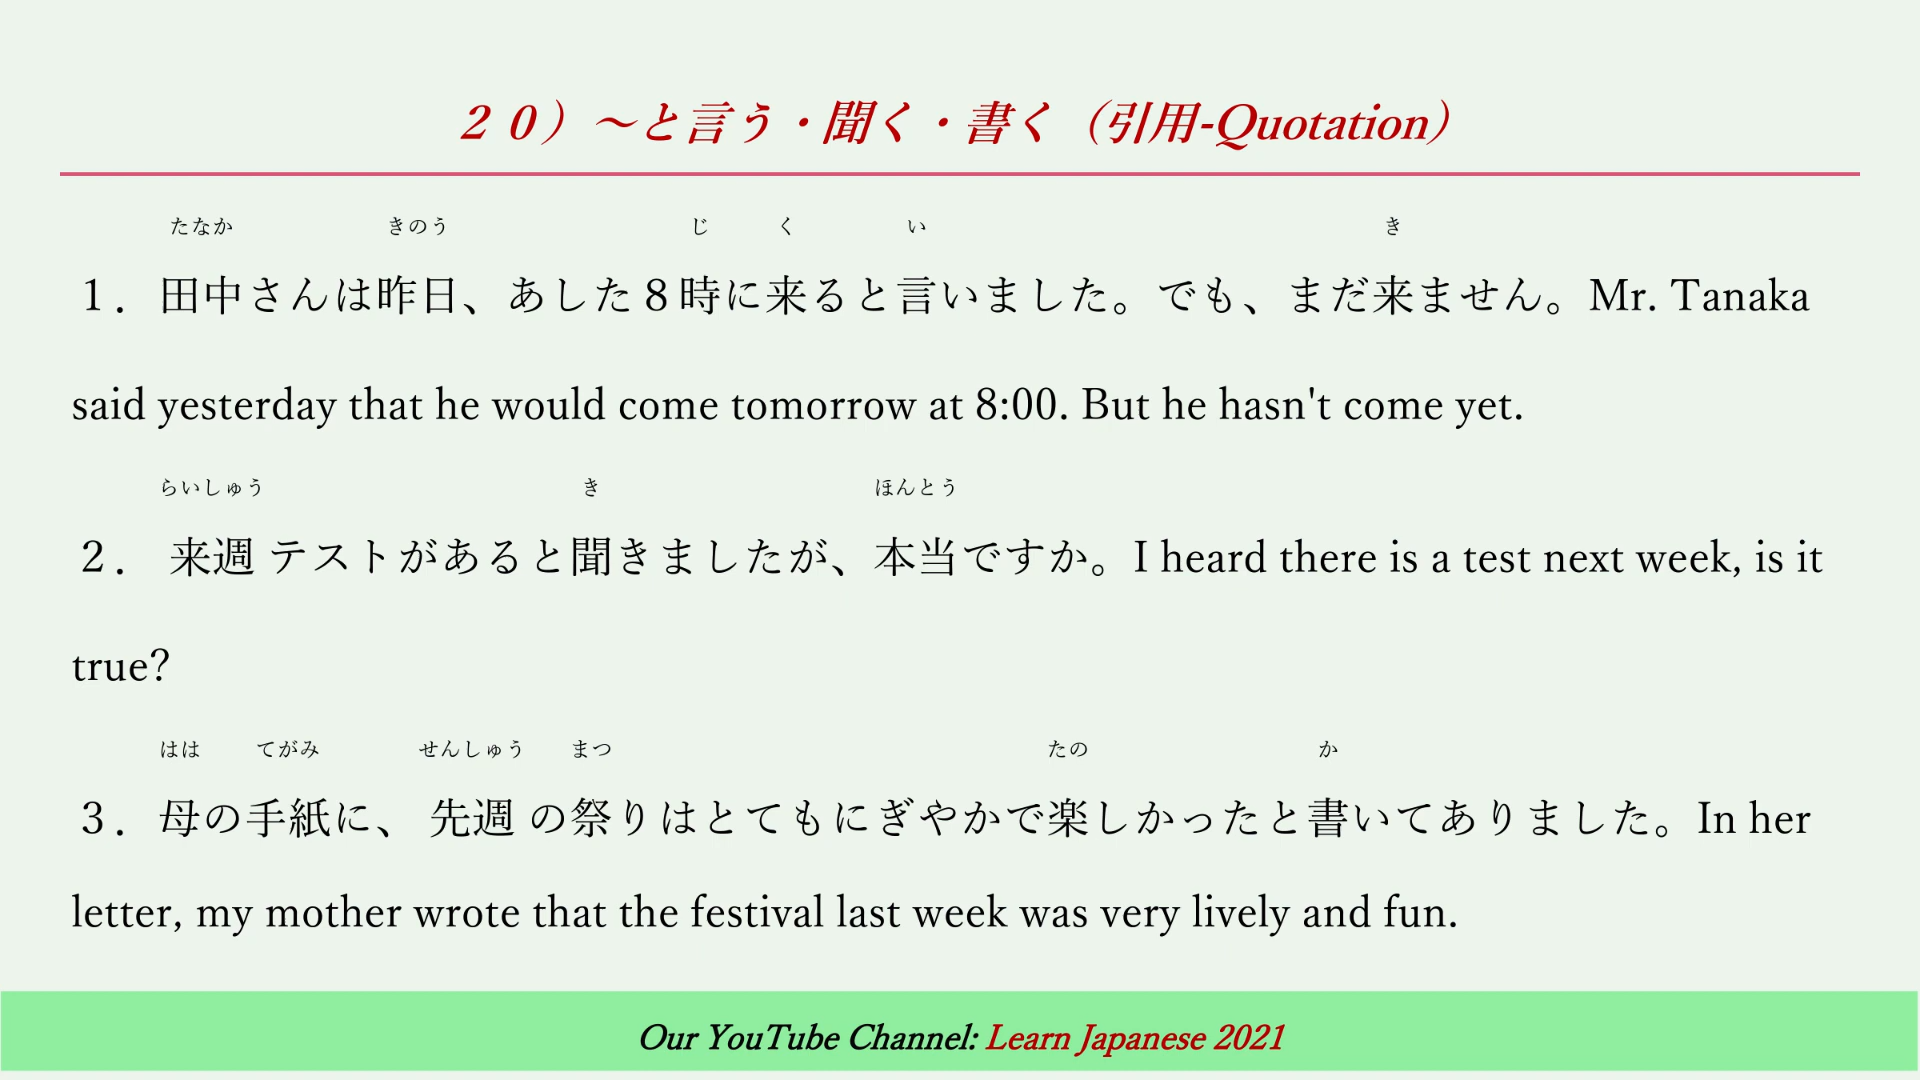 ２０）～と言う・聞く・書く（引用-Quotation）
たなか きのう じ く い き
１．田中さんは昨日、あした８時に来ると言いました。でも、まだ来ません。Mr. Tanaka
said yesterday that he would come tomorrow at 8:00. But he hasn't come yet.
らいしゅう き ほんとう
２． 来週 テストがあると聞きましたが、本当ですか。I heard there is a test next week, is it
true?
はは てがみ せんしゅう まつ たの か
３．母の手紙に、 先週 の祭りはとてもにぎやかで楽しかったと書いてありました。In her
letter, my mother wrote that the festival last week was very lively and fun.
Our YouTube Channel: Learn Japanese 2021